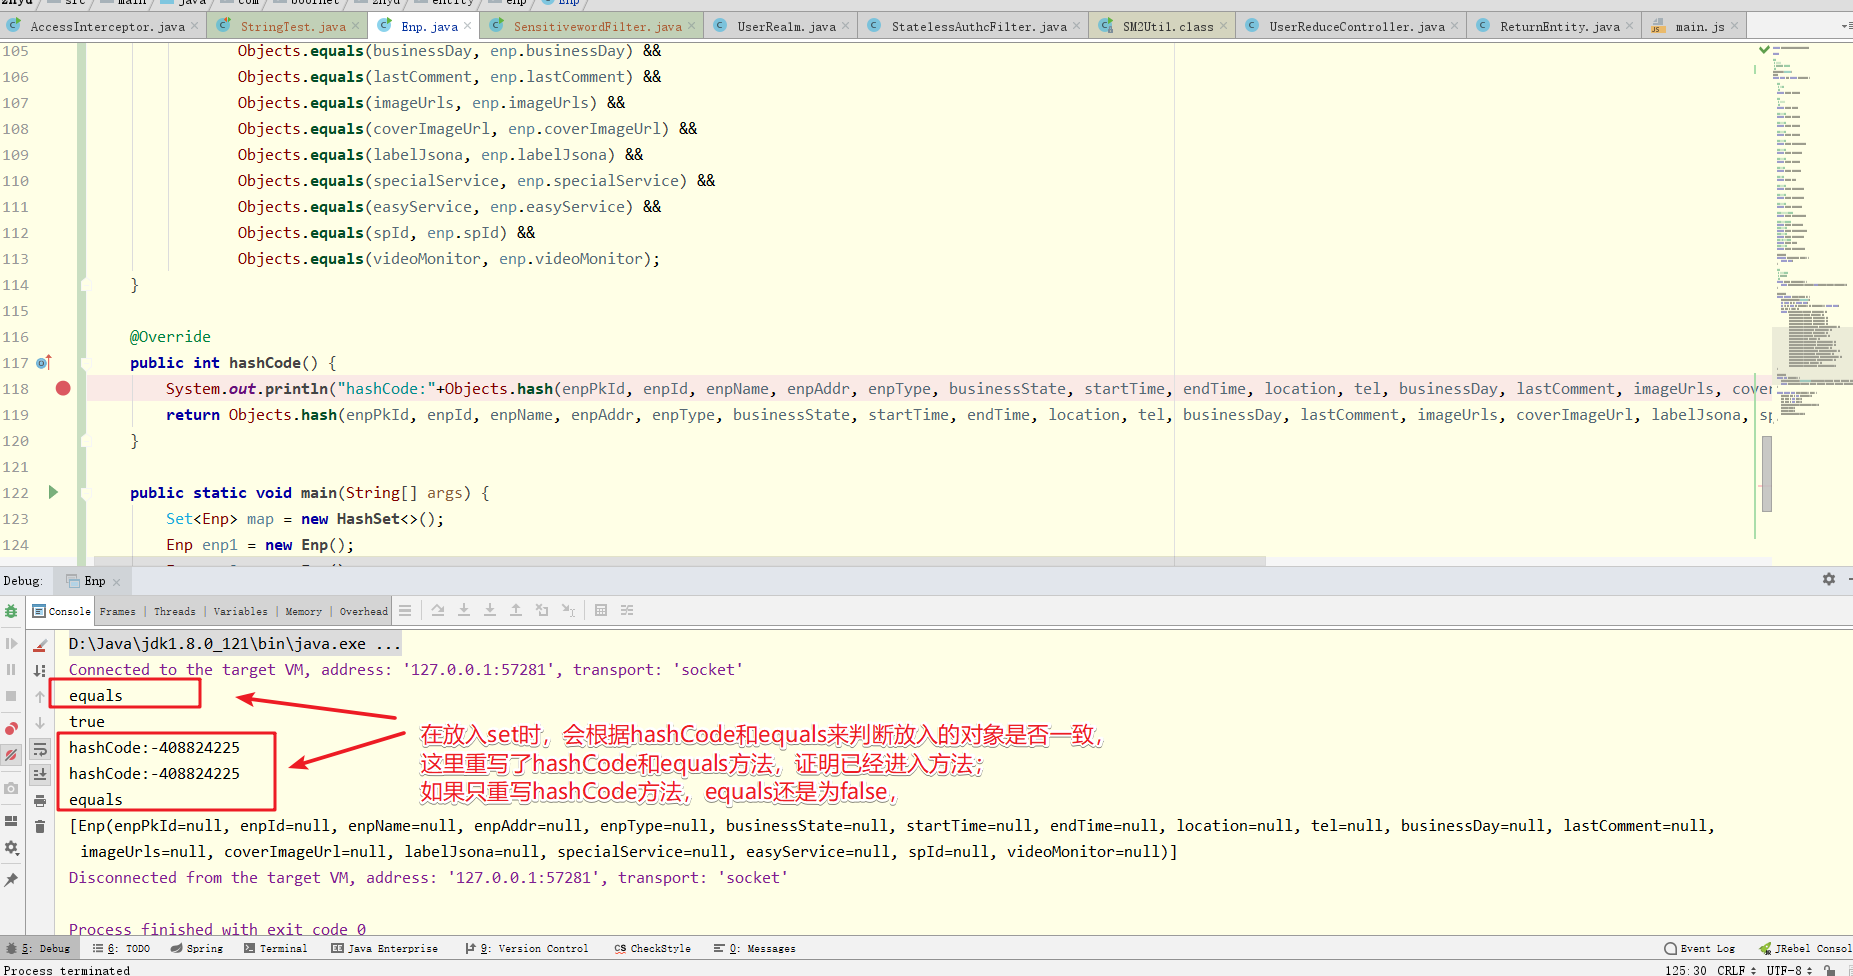 znyd src main java com boornet znyd entity enp Enp
AccessInterceptor.java StringTest.java Enp.java SensitivewordFilter.java UserRealm.java StatelessAuthcFilter.java SM2Util.class UserReduceController.java ReturnEntity.java main.js
105 Objects.equals(businessDay, enp.businessDay) &&
106 Objects.equals(lastComment, enp.lastComment) &&
107 Objects.equals(imageUrls, enp.imageUrls) &&
108 Objects.equals(coverImageUrl, enp.coverImageUrl) &&
109 Objects.equals(labelJsona, enp.labelJsona) &&
110 Objects.equals(specialService, enp.specialService) &&
111 Objects.equals(easyService, enp.easyService) &&
112 Objects.equals(spId, enp.spId) &&
113 Objects.equals(videoMonitor, enp.videoMonitor);
114 }
115
116 @Override
117 public int hashCode() {
118 System.out.println("hashCode:"+Objects.hash(enpPkId, enpId, enpName, enpAddr, enpType, businessState, startTime, endTime, location, tel, businessDay, lastComment, imageUrls, cover
119 return Objects.hash(enpPkId, enpId, enpName, enpAddr, enpType, businessState, startTime, endTime, location, tel, businessDay, lastComment, imageUrls, coverImageUrl, labelJsona, sp
120 }
121
122 public static void main(String[] args) {
123 Set<Enp> map = new HashSet<>();
124 Enp enp1 = new Enp();
Debug: Enp
Console Frames Threads Variables Memory Overhead
D:\Java\jdk1.8.0_121\bin\java.exe ...
Connected to the target VM, address: '127.0.0.1:57281', transport: 'socket'
equals
true
hashCode:-408824225
hashCode:-408824225
equals
在放入set时，会根据hashCode和equals来判断放入的对象是否一致，
这里重写了hashCode和equals方法，证明已经进入方法；
如果只重写hashCode方法，equals还是为false，
[Enp(enpPkId=null, enpId=null, enpName=null, enpAddr=null, enpType=null, businessState=null, startTime=null, endTime=null, location=null, tel=null, businessDay=null, lastComment=null,
imageUrls=null, coverImageUrl=null, labelJsona=null, specialService=null, easyService=null, spId=null, videoMonitor=null)]
Disconnected from the target VM, address: '127.0.0.1:57281', transport: 'socket'
Process finished with exit code 0
5: Debug 6: TODO Spring Terminal Java Enterprise 9: Version Control CheckStyle 0: Messages Event Log JRebel Consol
Process terminated 125:30 CRLF UTF-8